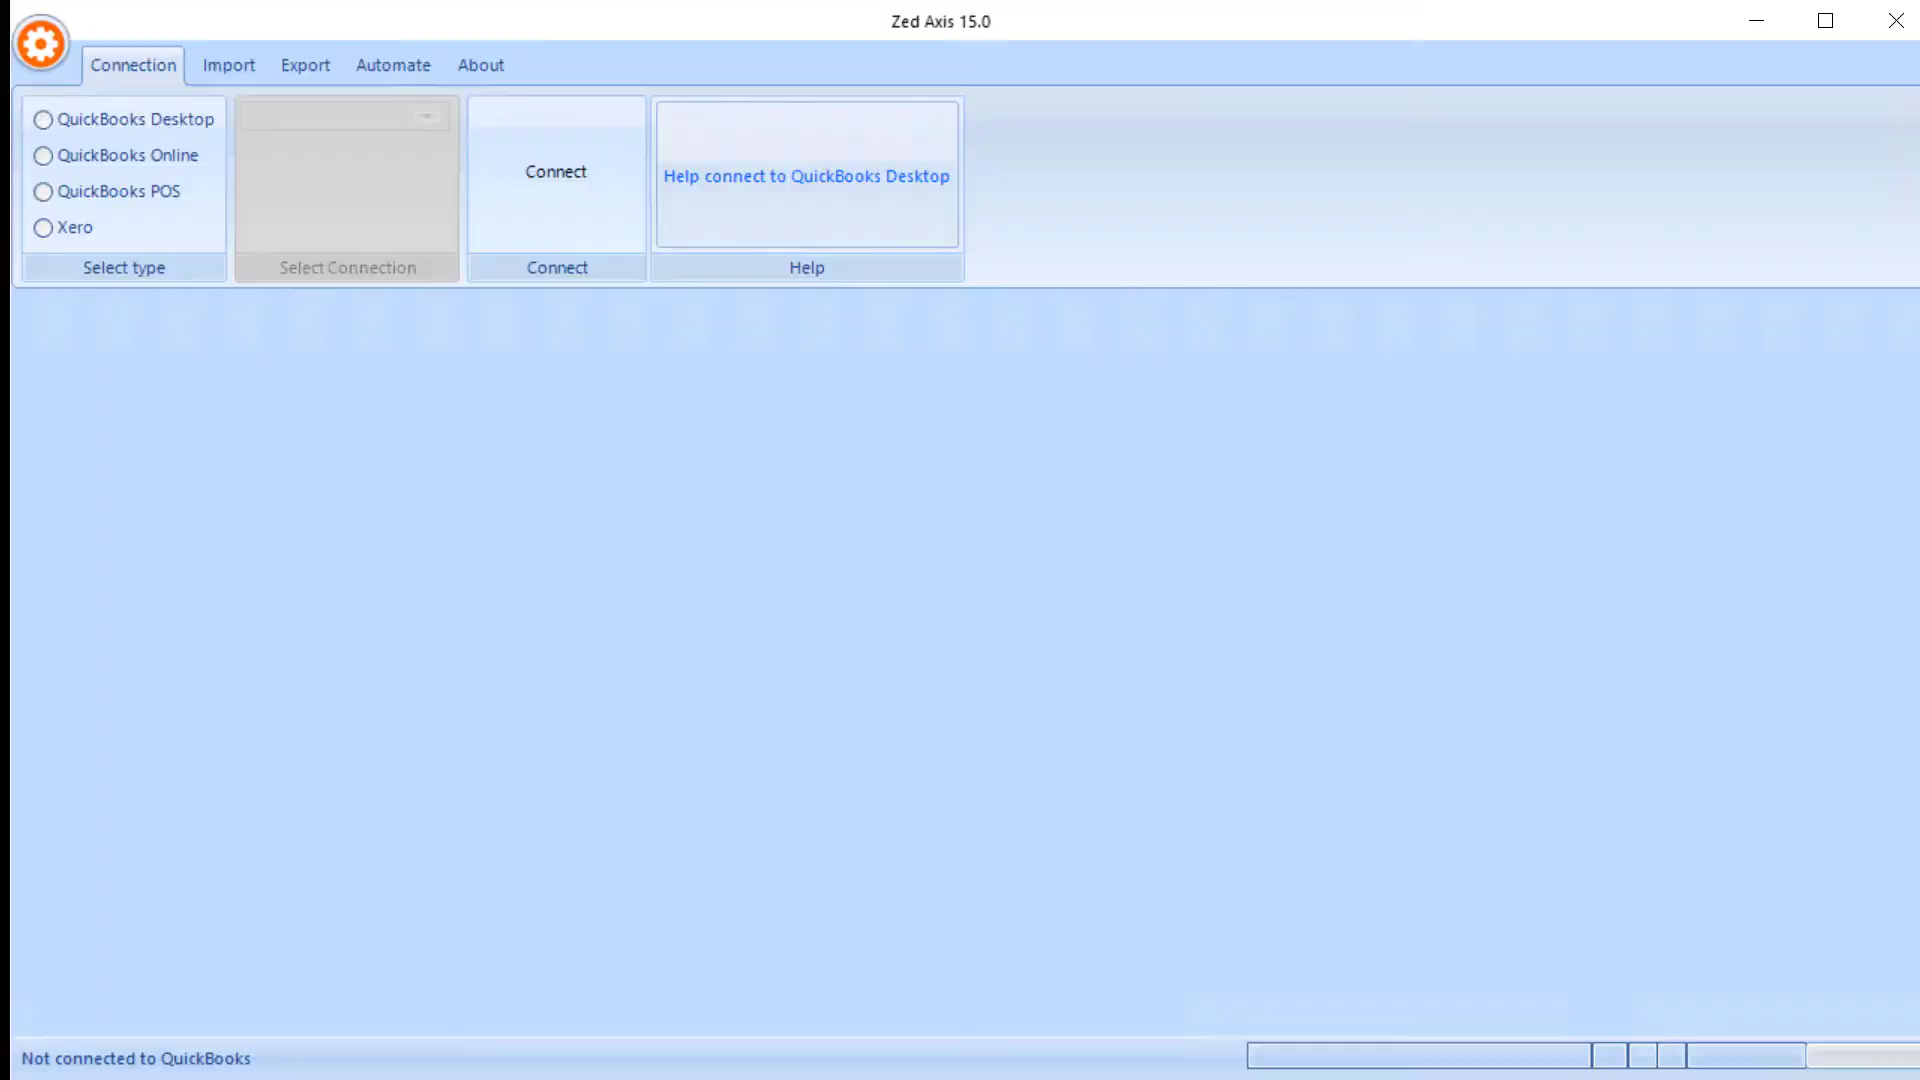 Zed Axis 15.0
Connection Import Export Automate About
QuickBooks Desktop
QuickBooks Online
QuickBooks POS
Xero
Select type
Select Connection
Connect
Connect
Help connect to QuickBooks Desktop
Help
Not connected to QuickBooks